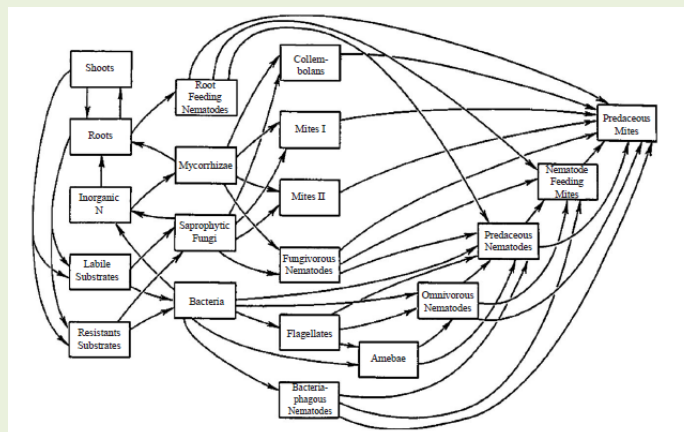 Shoots
Roots
Inorganic
N
Labile
Substrates
Resistants
Substrates
Root
Feeding
Nematodes
Mycorrhizae
Saprophytic
Fungi
Bacteria
Collem-
bolans
Mites I
Mites II
Fungivorous
Nematodes
Flagellates
Bacteria-
phagous
Nematodes
Amebae
Omnivorous
Nematodes
Predaceous
Nematodes
Nematode
Feeding
Mites
Predaceous
Mites